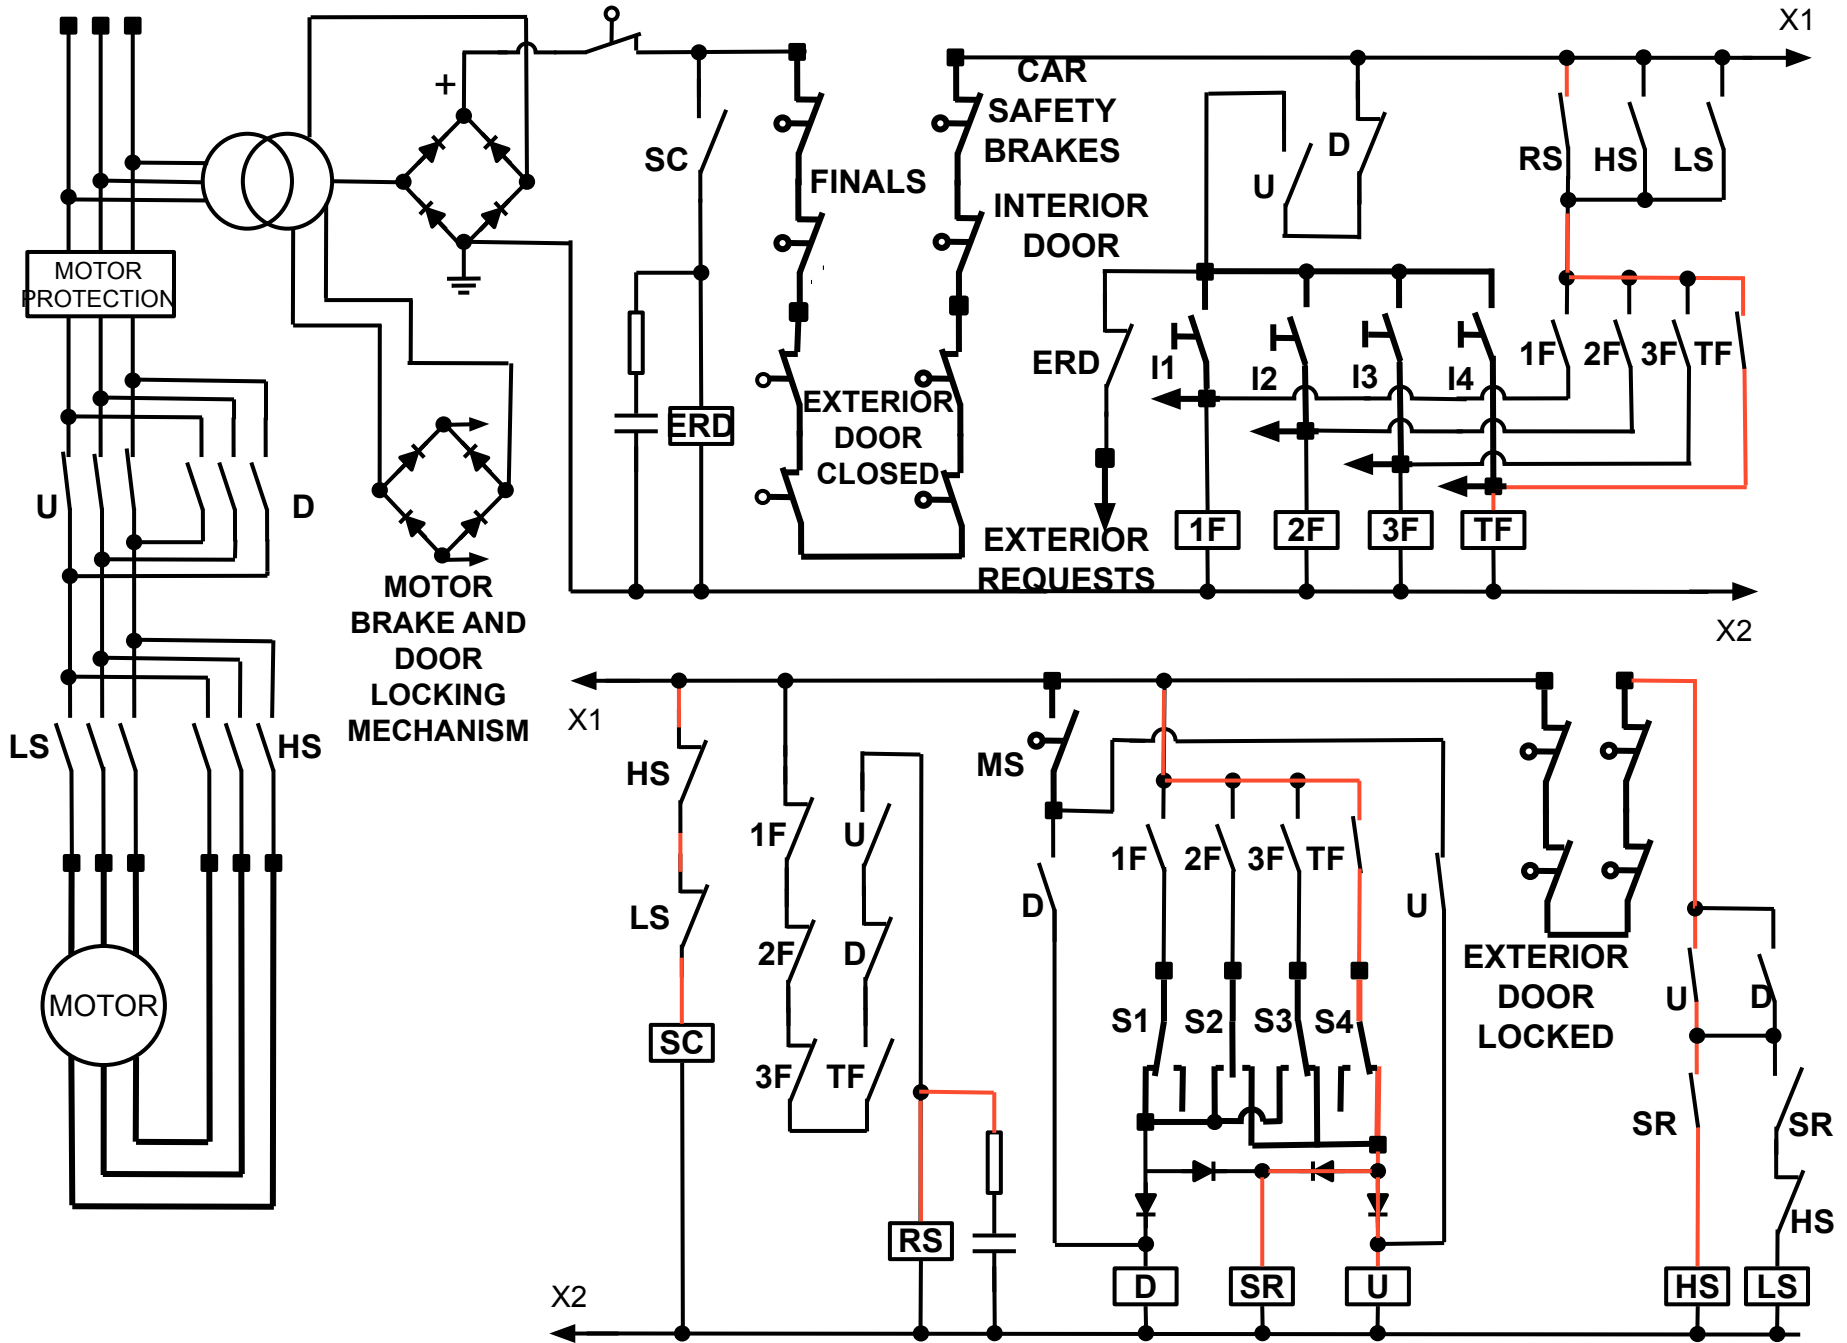 X1
+
CAR
SAFETY
BRAKES
SC
FINALS
INTERIOR
DOOR
D
U
RS
HS
LS
MOTOR
PROTECTION
ERD
I1
I2
I3
I4
1F
2F
3F
TF
ERD
EXTERIOR
DOOR
CLOSED
U
D
EXTERIOR
REQUESTS
1F
2F
3F
TF
MOTOR
BRAKE AND
DOOR
LOCKING
MECHANISM
X2
X1
LS
HS
HS
MS
1F
U
1F
2F
3F
TF
D
U
LS
2F
D
EXTERIOR
DOOR
LOCKED
U
D
MOTOR
SC
S1
S2
S3
S4
3F
TF
SR
SR
RS
HS
X2
D
SR
U
HS
LS